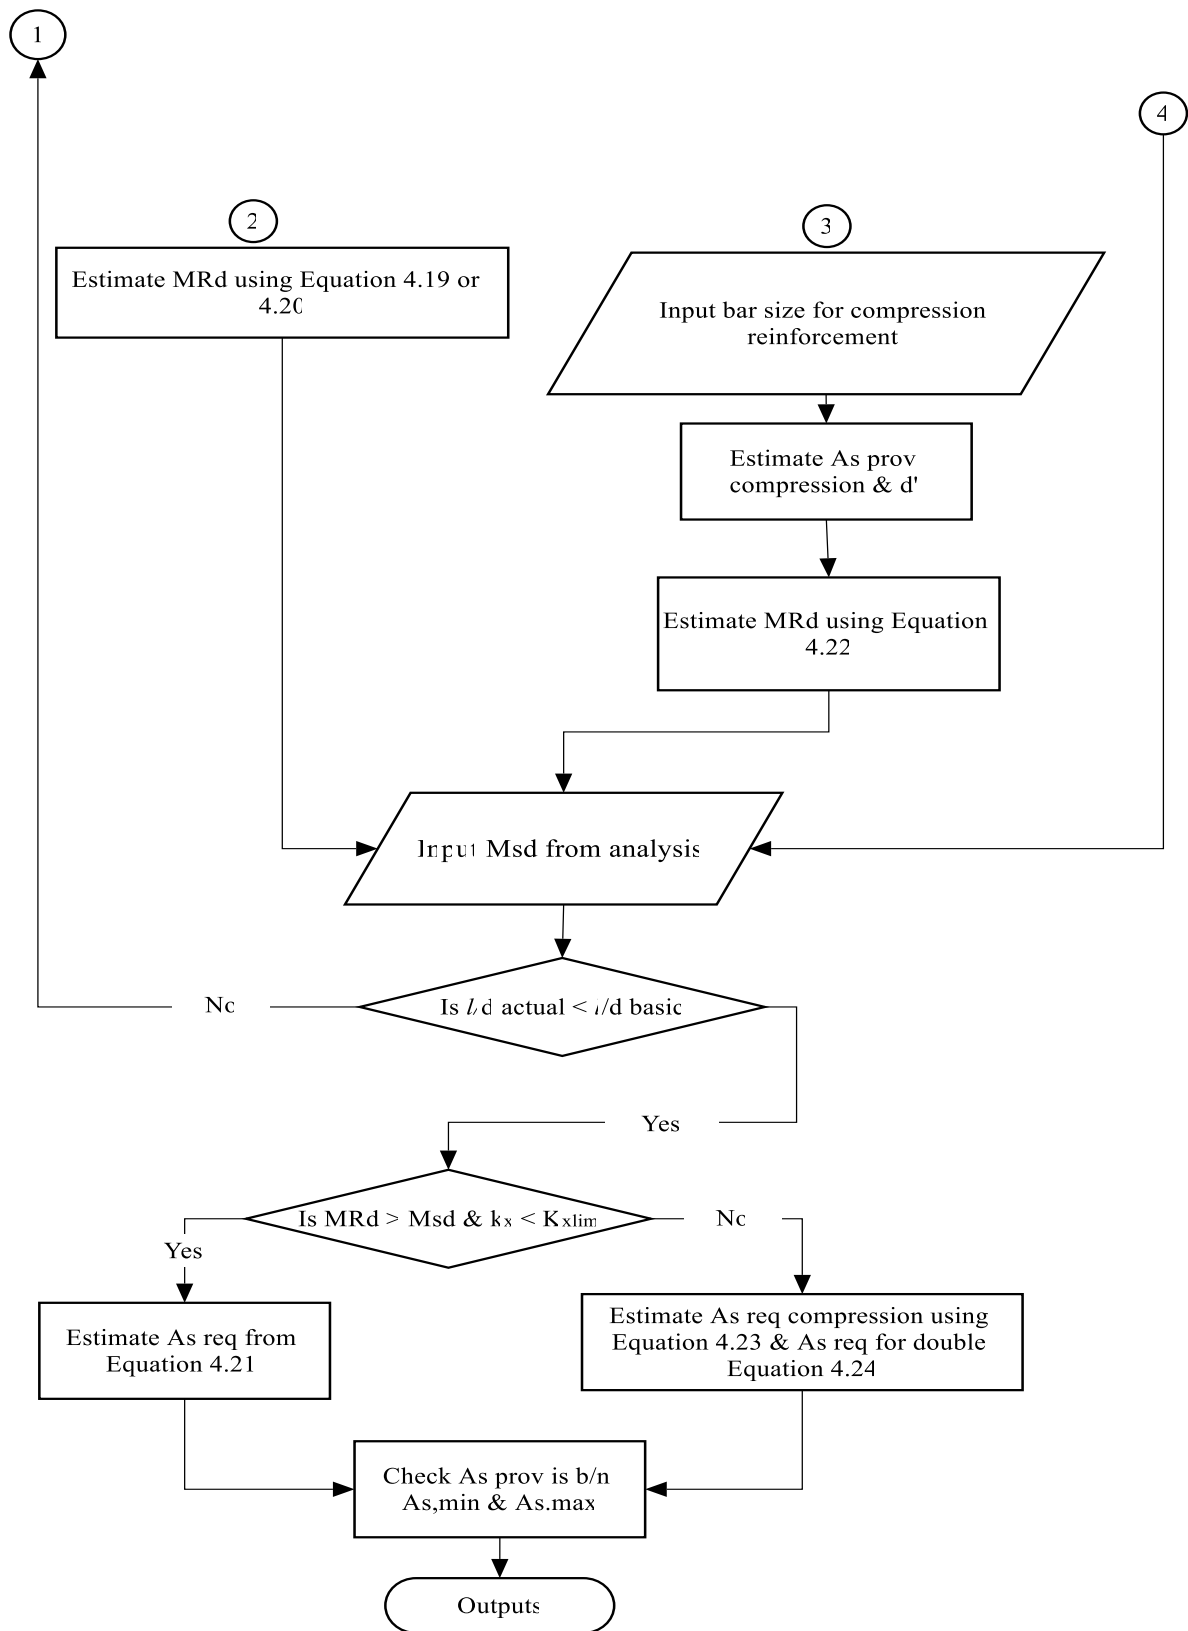 1
4
2
3
Estimate MRd using Equation 4.19 or
4.20
Input bar size for compression
reinforcement
Estimate As prov
compression & d'
Estimate MRd using Equation
4.22
Input Msd from analysis
Is l/d actual < l/d basic
No
Yes
Is MRd > Msd & kx < Kxlim
No
Yes
Estimate As req from
Equation 4.21
Estimate As req compression using
Equation 4.23 & As req for double
Equation 4.24
Check As prov is b/n
As,min & As.max
Outputs